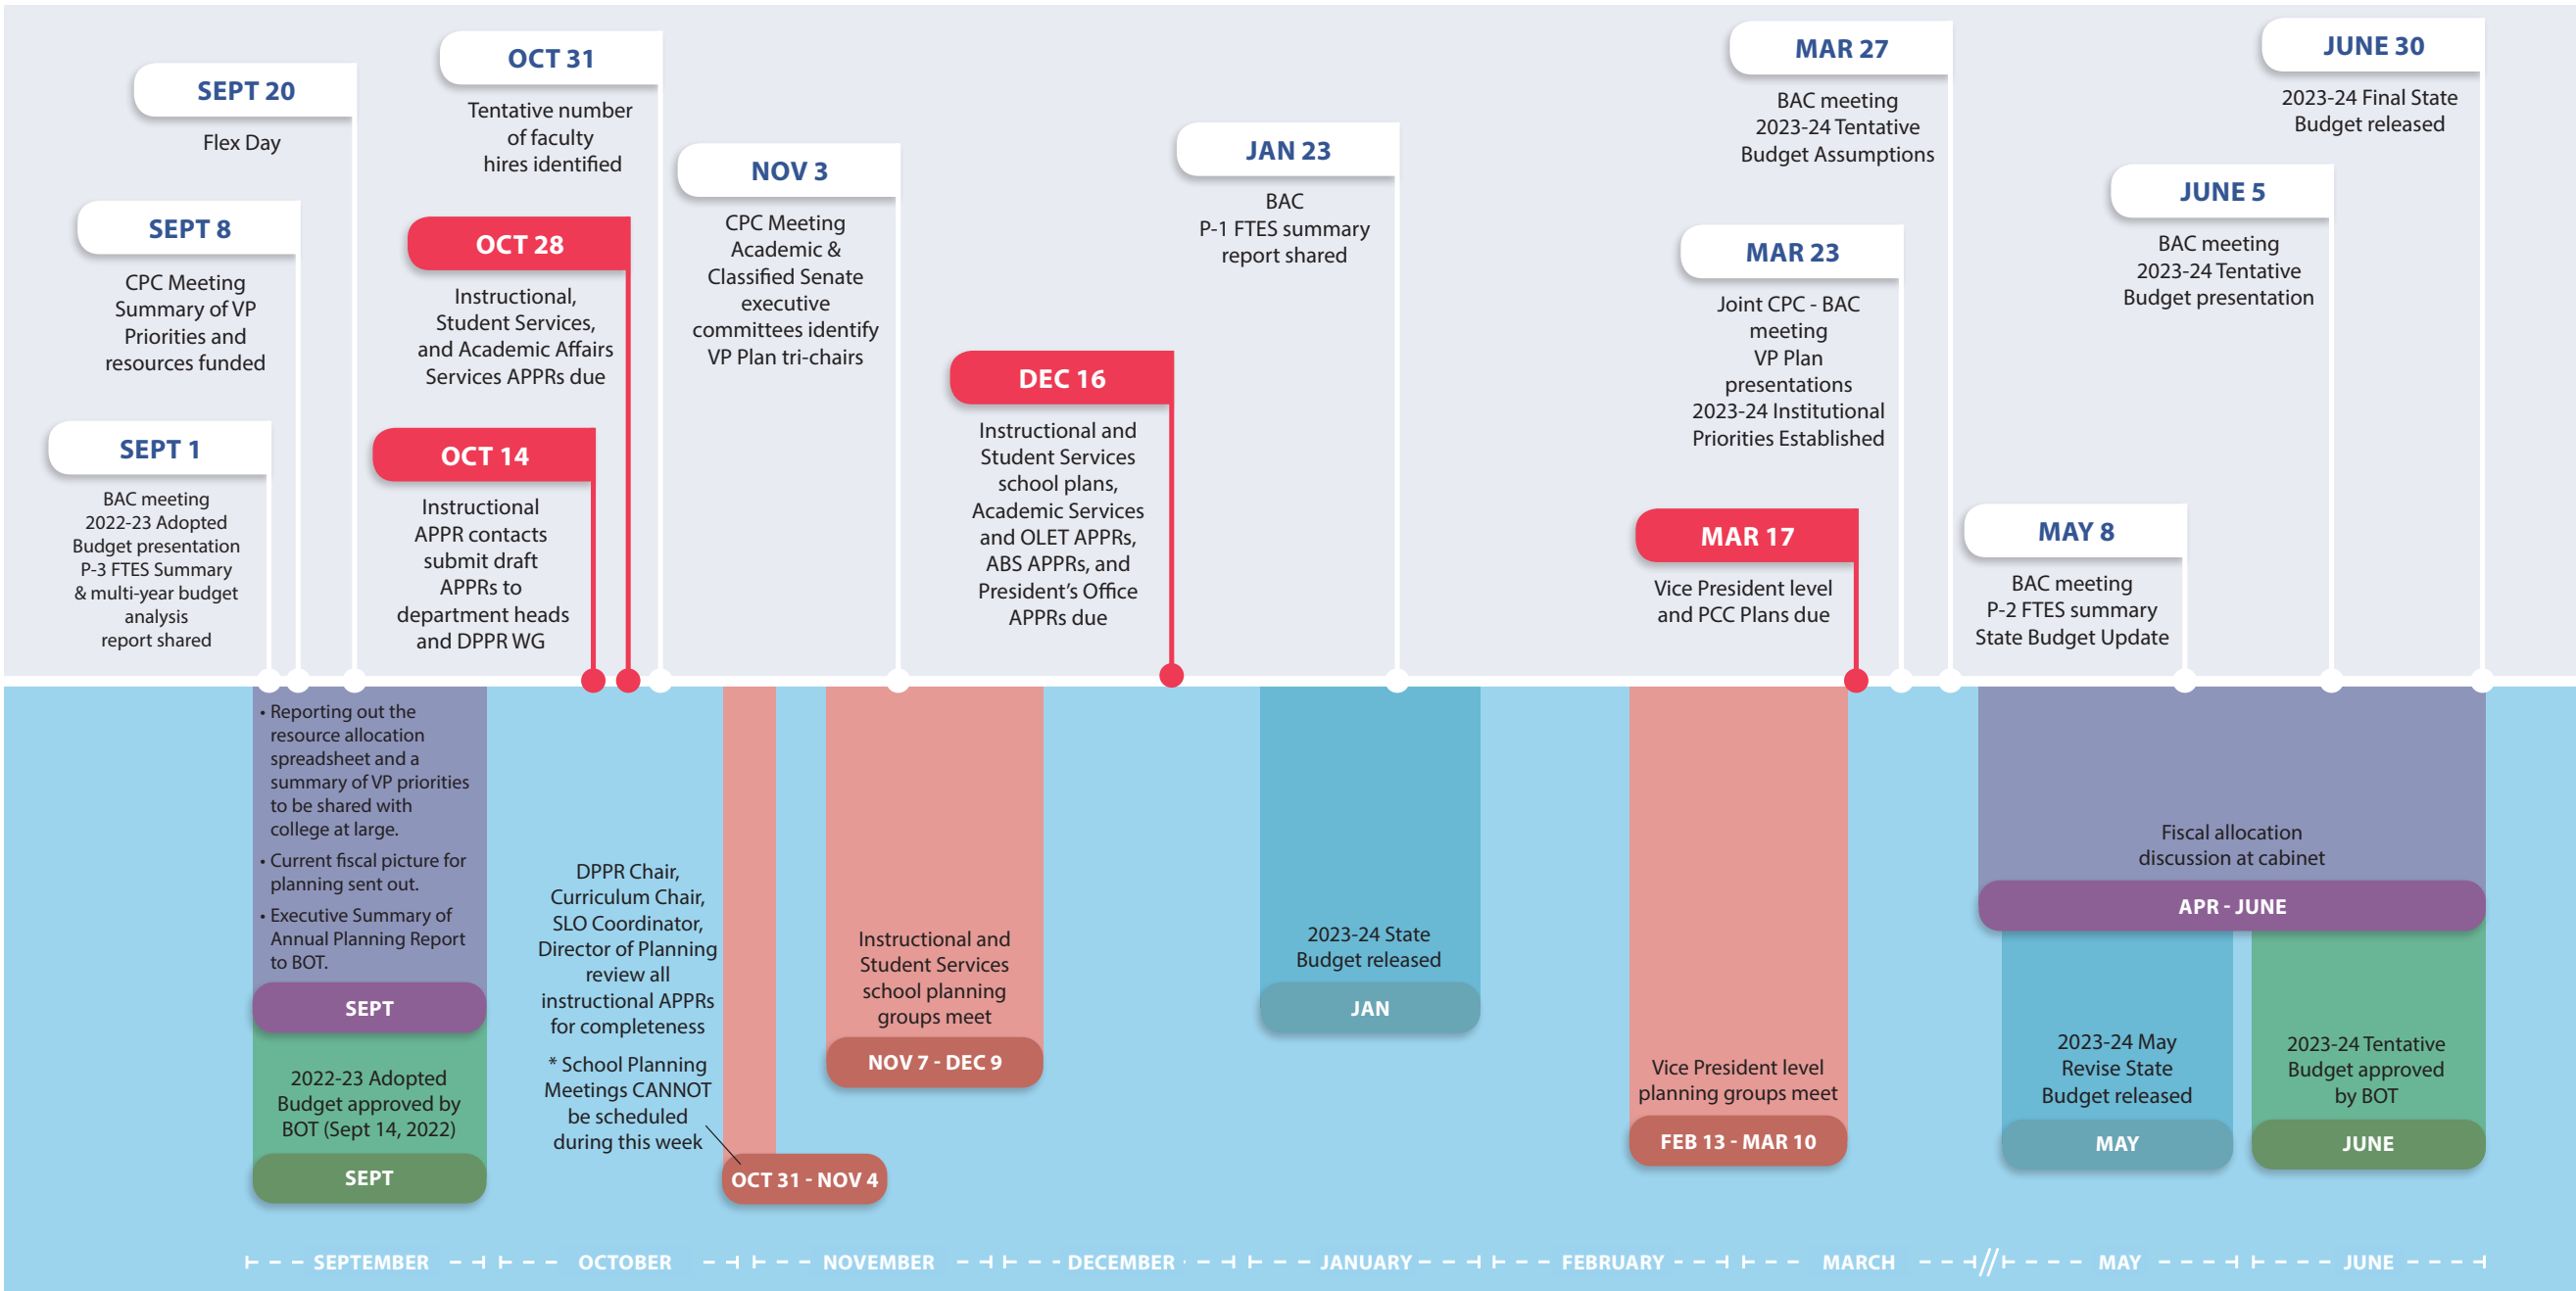 SEPT 20
Flex Day
SEPT 8
CPC Meeting
Summary of VP
Priorities and
resources funded
SEPT 1
BAC meeting
2022-23 Adopted
Budget presentation
P-3 FTES Summary
& multi-year budget
analysis
report shared
OCT 31
Tentative number
of faculty
hires identified
OCT 28
Instructional,
Student Services,
and Academic Affairs
Services APPRs due
OCT 14
Instructional
APPR contacts
submit draft
APPRs to
department heads
and DPPR WG
NOV 3
CPC Meeting
Academic &
Classified Senate
executive
committees identify
VP Plan tri-chairs
DEC 16
Instructional and
Student Services
school plans,
Academic Services
and OLET APPRs,
ABS APPRs, and
President’s Office
APPRs due
JAN 23
BAC
P-1 FTES summary
report shared
MAR 27
BAC meeting
2023-24 Tentative
Budget Assumptions
MAR 23
Joint CPC - BAC
meeting
VP Plan
presentations
2023-24 Institutional
Priorities Established
MAR 17
Vice President level
and PCC Plans due
MAY 8
BAC meeting
P-2 FTES summary
State Budget Update
JUNE 5
BAC meeting
2023-24 Tentative
Budget presentation
JUNE 30
2023-24 Final State
Budget released
• Reporting out the
resource allocation
spreadsheet and a
summary of VP priorities
to be shared with
college at large.
• Current fiscal picture for
planning sent out.
• Executive Summary of
Annual Planning Report
to BOT.
SEPT
2022-23 Adopted
Budget approved by
BOT (Sept 14, 2022)
SEPT
DPPR Chair,
Curriculum Chair,
SLO Coordinator,
Director of Planning
review all
instructional APPRs
for completeness
* School Planning
Meetings CANNOT
be scheduled
during this week
OCT 31 - NOV 4
Instructional and
Student Services
school planning
groups meet
NOV 7 - DEC 9
2023-24 State
Budget released
JAN
Vice President level
planning groups meet
FEB 13 - MAR 10
Fiscal allocation
discussion at cabinet
APR - JUNE
2023-24 May
Revise State
Budget released
MAY
2023-24 Tentative
Budget approved
by BOT
JUNE
SEPTEMBER
OCTOBER
NOVEMBER
DECEMBER
JANUARY
FEBRUARY
MARCH
//
MAY
JUNE